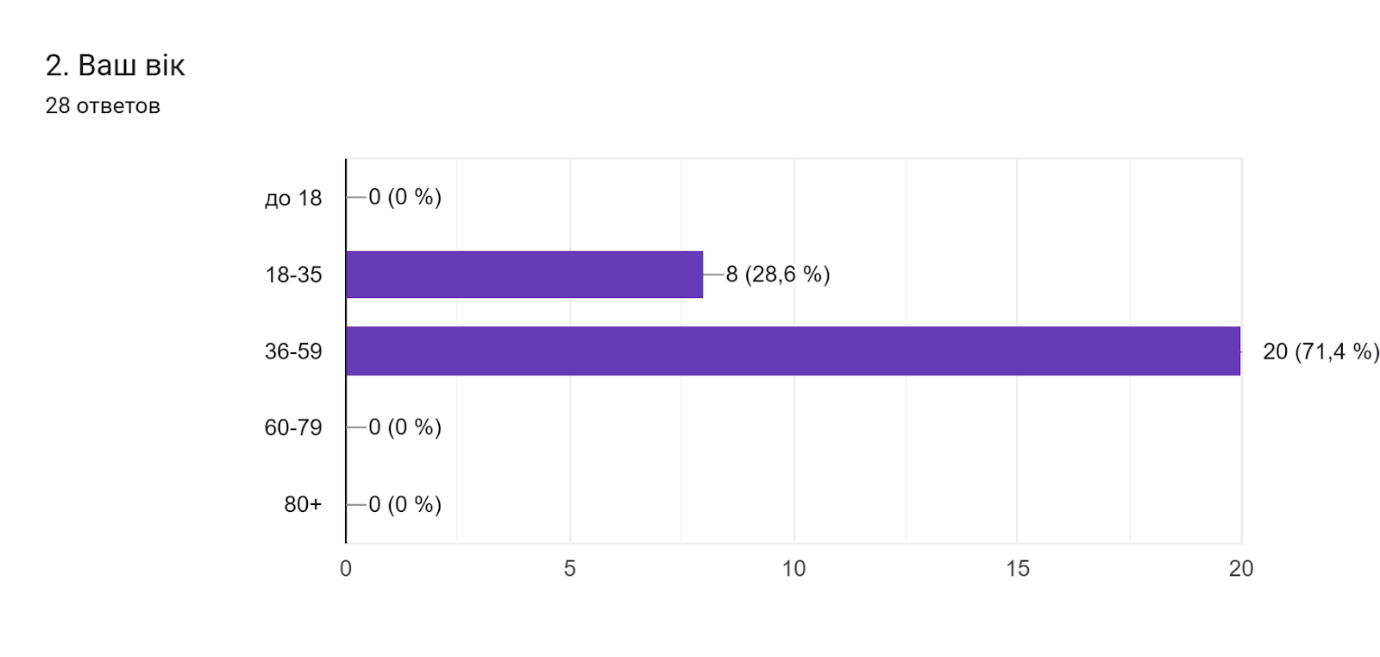 2. Ваш вік
28 ответов
до 18 0 (0 %)
18-35 8 (28,6 %)
36-59 20 (71,4 %)
60-79 0 (0 %)
80+ 0 (0 %)
0 5 10 15 20